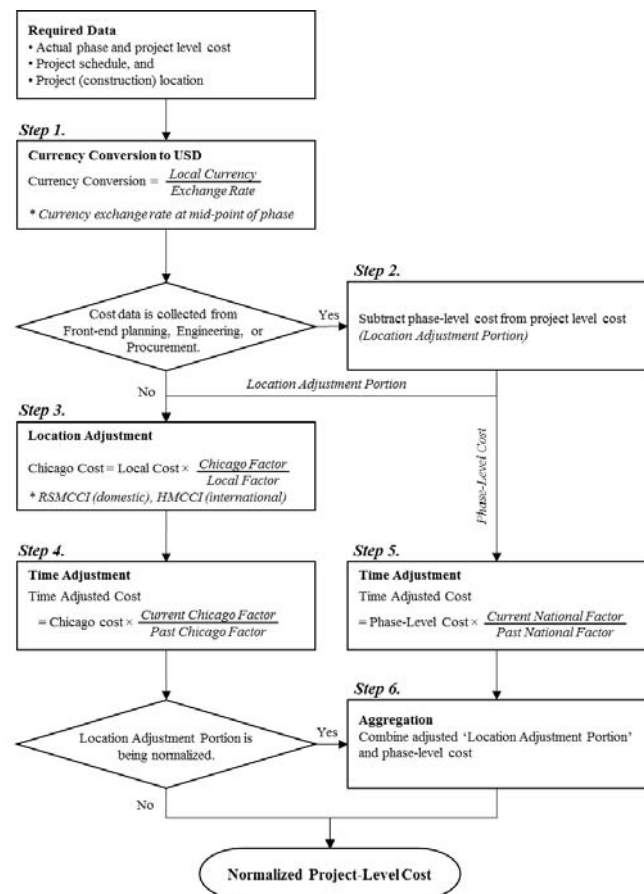 Required Data
• Actual phase and project level cost
• Project schedule, and
• Project (construction) location
Step 1.
Currency Conversion to USD
Currency Conversion = Local Currency
Exchange Rate
* Currency exchange rate at mid-point of phase
Step 2.
Cost data is collected from
Front-end planning, Engineering, or
Procurement.
Yes
Subtract phase-level cost from project level cost
(Location Adjustment Portion)
No
Location Adjustment Portion
Step 3.
Location Adjustment
Chicago Cost = Local Cost × Chicago Factor
Local Factor
* RSMCCI (domestic), HMCCI (international)
Phase-Level Cost
Step 4.
Time Adjustment
Time Adjusted Cost
= Chicago cost × Current Chicago Factor
Past Chicago Factor
Step 5.
Time Adjustment
Time Adjusted Cost
= Phase-Level Cost × Current National Factor
Past National Factor
Step 6.
Location Adjustment Portion is
being normalized.
Yes
Aggregation
Combine adjusted ‘Location Adjustment Portion’
and phase-level cost
No
Normalized Project-Level Cost